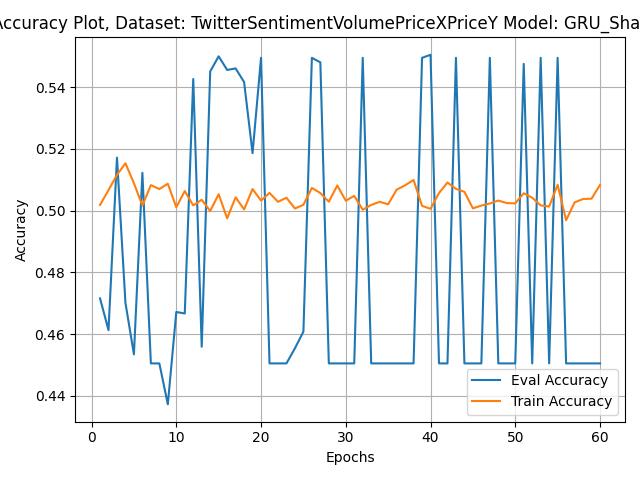 Accuracy Plot, Dataset: TwitterSentimentVolumePriceXPriceY Model: GRU_Sha
0.54
0.52
0.50
0.48
0.46
0.44
Accuracy
Eval Accuracy
Train Accuracy
0 10 20 30 40 50 60
Epochs